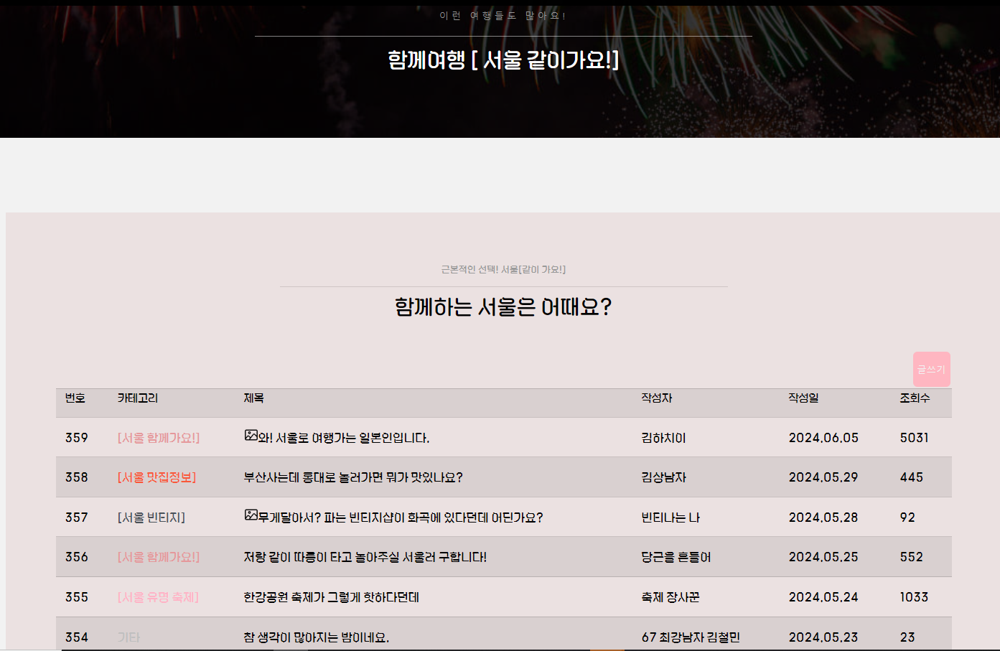 이런 여행들도 많아요!
함께여행 [ 서울 같이가요!]
근본적인 선택! 서울[같이 가요!]
함께하는 서울은 어때요?
글쓰기
번호 카테고리 제목 작성자 작성일 조회수
359 [서울 함께가요!] 와! 서울로 여행가는 일본인입니다. 김하치이 2024.06.05 5031
358 [서울 맛집정보] 부산사는데 홍대로 놀러가면 뭐가 맛있나요? 김상남자 2024.05.29 445
357 [서울 빈티지] 무게달아서? 파는 빈티지샵이 화곡에 있다던데 어딘가요? 빈티나는 나 2024.05.28 92
356 [서울 함께가요!] 저랑 같이 따릉이 타고 놀아주실 서울러 구합니다! 당근을 흔들어 2024.05.25 552
355 [서울 유명 축제] 한강공원 축제가 그렇게 핫하다던데 축제 장사꾼 2024.05.24 1033
354 기타 참 생각이 많아지는 밤이네요. 67 최강남자 김철민 2024.05.23 23